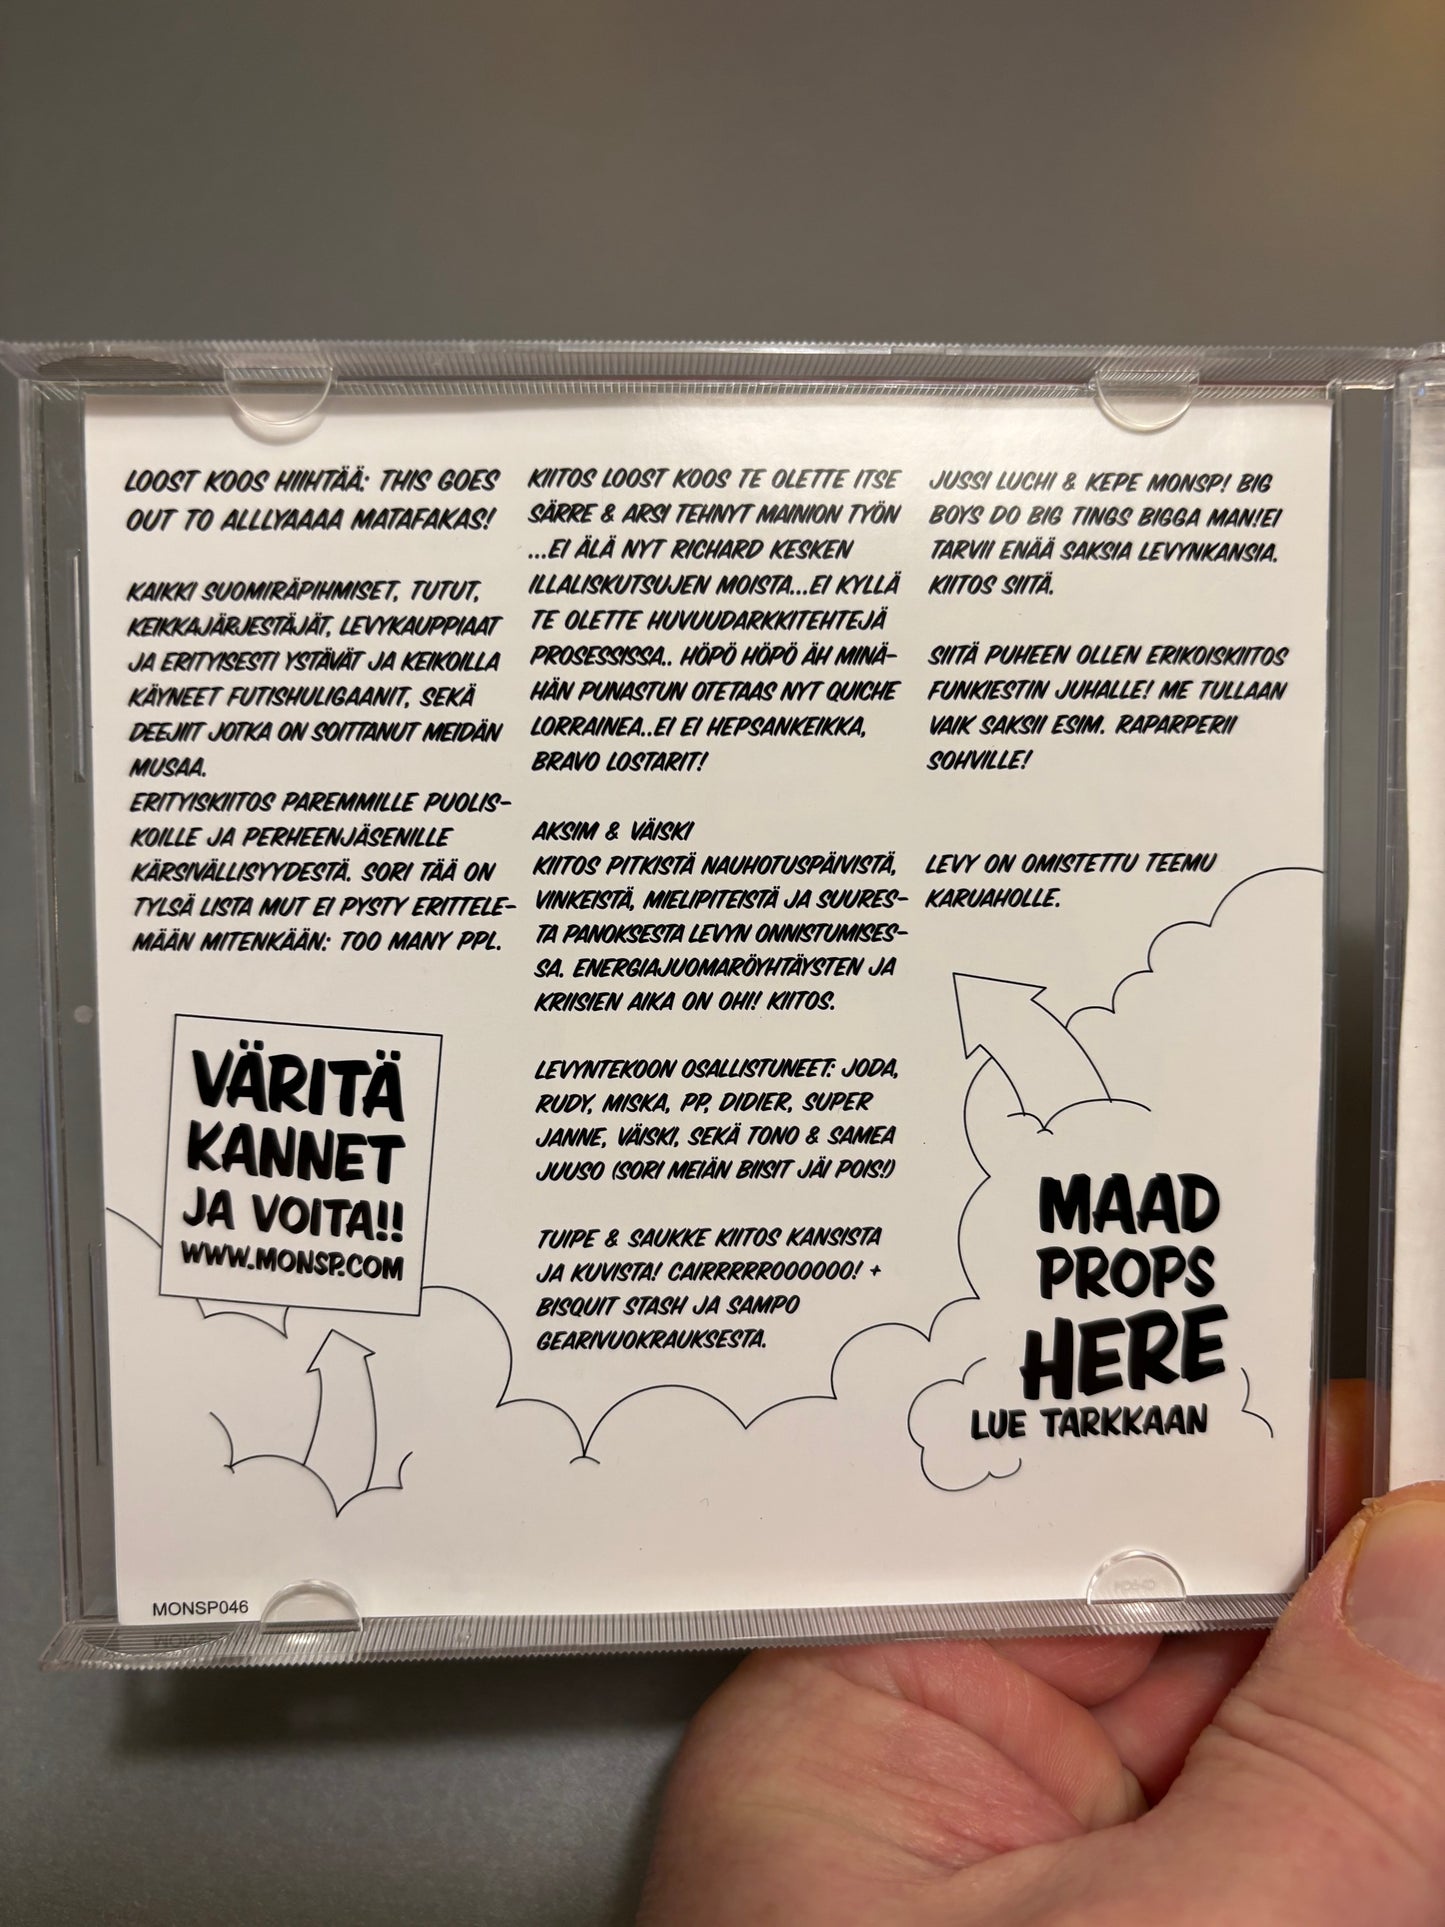 LOOST KOOS HIIHTÄÄ: THIS GOES
OUT TO ALLLYAAAA MATAFAKAS!
KAIKKI SUOMIRÄPIHMISET, TUTUT,
KEIKKAJÄRJESTÄJÄT, LEVYKAUPPIAAT
JA ERITYISESTI YSTÄVÄT JA KEIKOILLA
KÄYNEET FUTISHULIGAANIT, SEKÄ
DEEJIIT JOTKA ON SOITTANUT MEIDÄN
MUSAA.
ERITYISKIITOS PAREMMILLE PUOLIS-
KOILLE JA PERHEENJÄSENILLE
KÄRSIVÄLLISYYDESTÄ. SORI TÄÄ ON
TYLSÄ LISTA MUT EI PYSTY ERITTELE-
MÄÄN MITENKÄÄN: TOO MANY PPL.
VÄRITÄ
KANNET
JA VOITA!!
WWW.MONSP.COM
MONSP046
KIITOS LOOST KOOS TE OLETTE ITSE
SÄRRE & ARSI TEHNYT MAINION TYÖN
...EI ÄLÄ NYT RICHARD KESKEN
ILLALISKUTSUJEN MOISTA...EI KYLLÄ
TE OLETTE HUVUUDARKKITEHTEJÄ
PROSESSISSA.. HÖPÖ HÖPÖ ÄH MINÄ-
HÄN PUNASTUN OTETAAS NYT QUICHE
LORRAINEA..EI EI HEPSANKEIKKA,
BRAVO LOSTARIT!
AKSIM & VÄISKI
KIITOS PITKISTÄ NAUHOTUSPÄIVISTÄ,
VINKEISTÄ, MIELIPITEISTÄ JA SUURES-
TA PANOKSESTA LEVYN ONNISTUMISES-
SA. ENERGIAJUOMARÖYHTÄYSTEN JA
KRIISIEN AIKA ON OHI! KIITOS.
LEVYNTEKOON OSALLISTUNEET: JODA,
RUDY, MISKA, PP, DIDIER, SUPER
JANNE, VÄISKI, SEKÄ TONO & SAMEA
JUUSO (SORI MEIÄN BIISIT JÄI POIS!)
TUIPE & SAUKKE KIITOS KANSISTA
JA KUVISTA! CAIRRRRROOOOOO! +
BISQUIT STASH JA SAMPO
GEARIVUOKRAUKSESTA.
JUSSI LUCHI & KEPE MONSP! BIG
BOYS DO BIG TINGS BIGGA MAN!EI
TARVII ENÄÄ SAKSIA LEVYNKANSIA.
KIITOS SIITÄ.
SIITÄ PUHEEN OLLEN ERIKOISKIITOS
FUNKIESTIN JUHALLE! ME TULLAAN
VAIK SAKSII ESIM. RAPARPERII
SOHVILLE!
LEVY ON OMISTETTU TEEMU
KARUAHOLLE.
MAAD
PROPS
HERE
LUE TARKKAAN